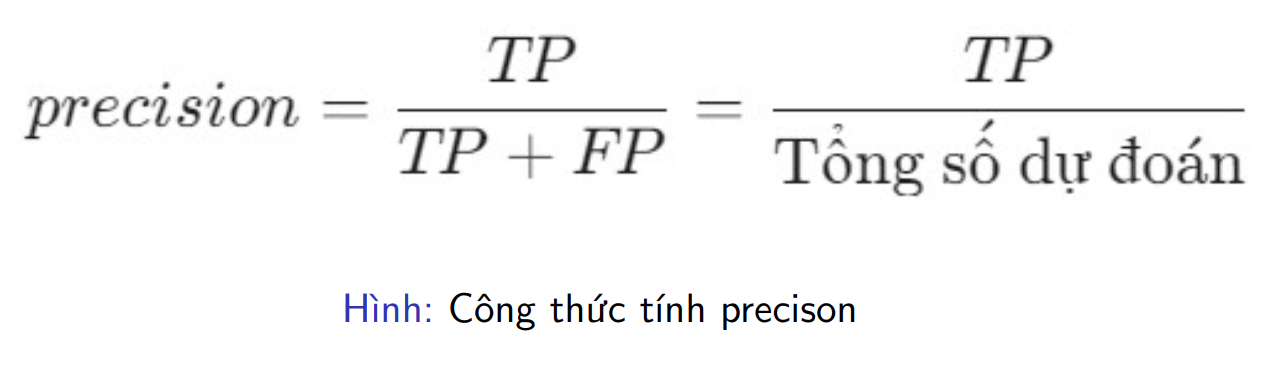 precision = TP / TP + FP = TP / Tổng số dự đoán
Hình: Công thức tính precison